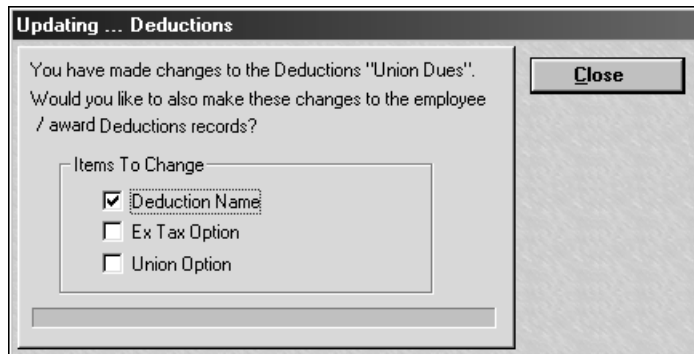 Updating ... Deductions
You have made changes to the Deductions "Union Dues".
Would you like to also make these changes to the employee
/ award Deductions records?
Items To Change
Deduction Name
Ex Tax Option
Union Option
Close